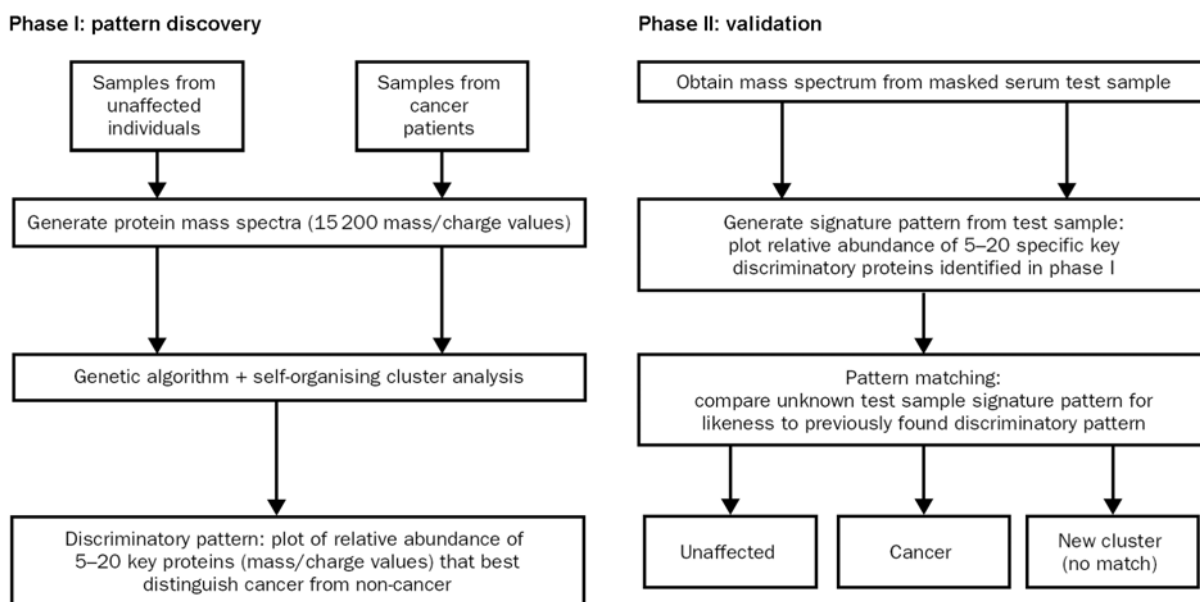 Phase I: pattern discovery
Samples from
unaffected
individuals
Samples from
cancer
patients
Generate protein mass spectra (15 200 mass/charge values)
Genetic algorithm + self-organising cluster analysis
Discriminatory pattern: plot of relative abundance of
5–20 key proteins (mass/charge values) that best
distinguish cancer from non-cancer
Phase II: validation
Obtain mass spectrum from masked serum test sample
Generate signature pattern from test sample:
plot relative abundance of 5–20 specific key
discriminatory proteins identified in phase I
Pattern matching:
compare unknown test sample signature pattern for
likeness to previously found discriminatory pattern
Unaffected
Cancer
New cluster
(no match)